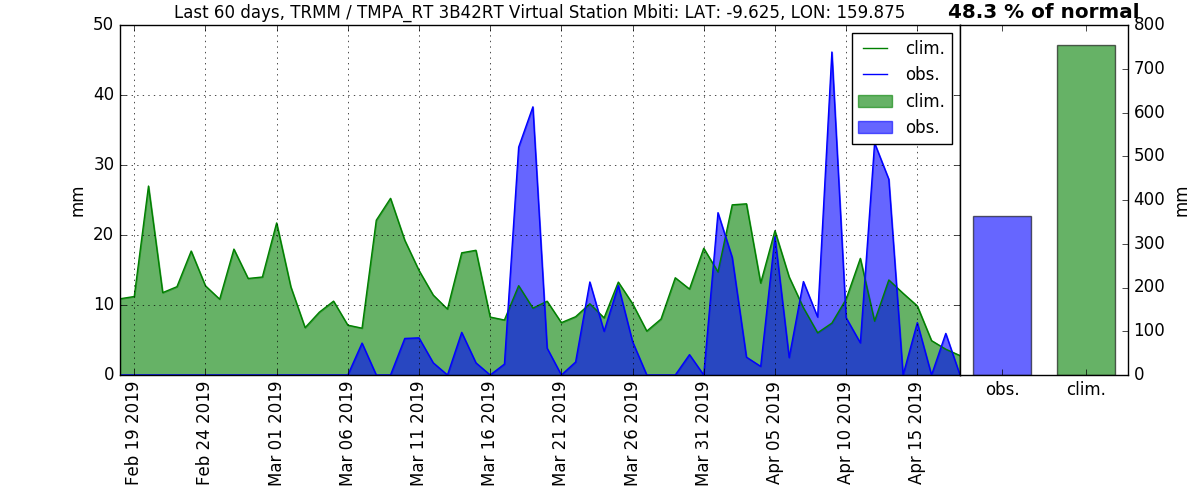 Last 60 days, TRMM / TMPA_RT 3B42RT Virtual Station Mbiti: LAT: -9.625, LON: 159.875
48.3 % of normal
50
40
30
20
10
0
mm
clim.
obs.
clim.
obs.
800
700
600
500
400
300
200
100
0
mm
Feb 19 2019
Feb 24 2019
Mar 01 2019
Mar 06 2019
Mar 11 2019
Mar 16 2019
Mar 21 2019
Mar 26 2019
Mar 31 2019
Apr 05 2019
Apr 10 2019
Apr 15 2019
obs.
clim.